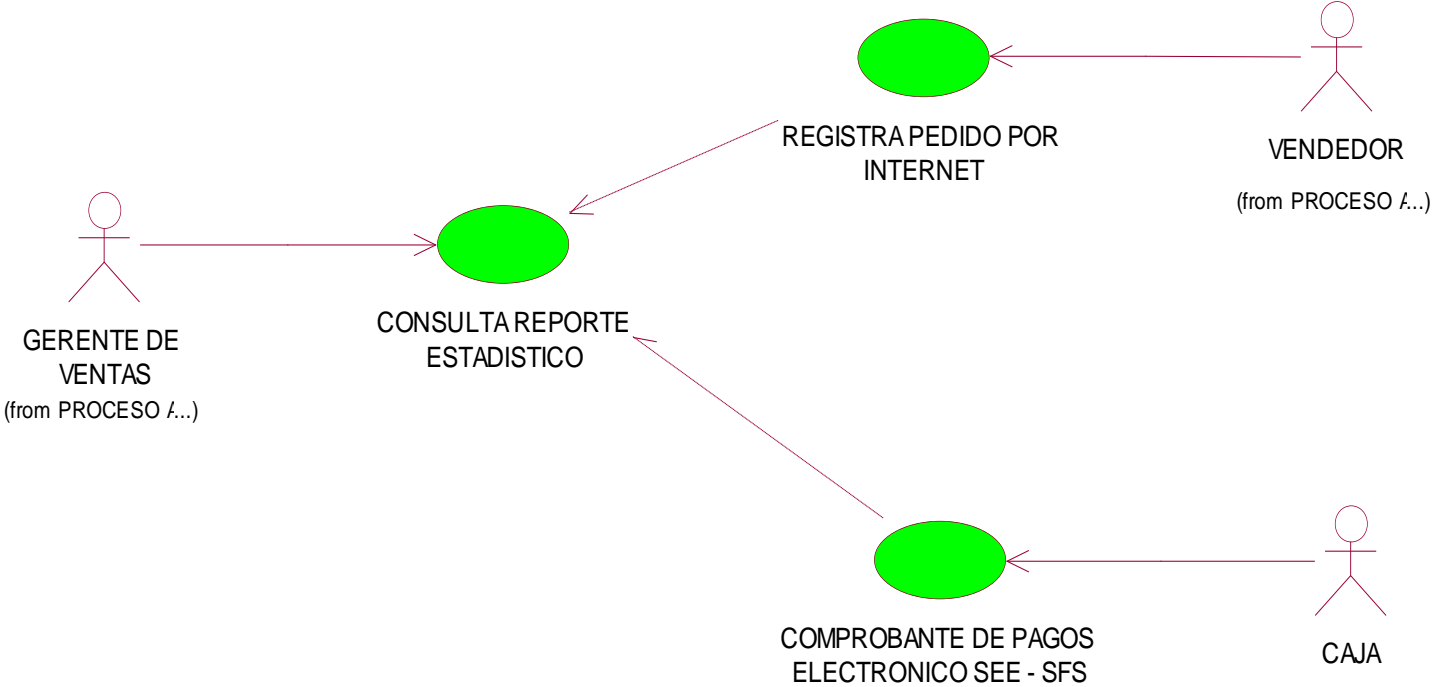 REGISTRA PEDIDO POR
INTERNET
VENDEDOR
(from PROCESO A...)
CONSULTA REPORTE
ESTADISTICO
GERENTE DE
VENTAS
(from PROCESO A...)
COMPROBANTE DE PAGOS
ELECTRONICO SEE - SFS
CAJA